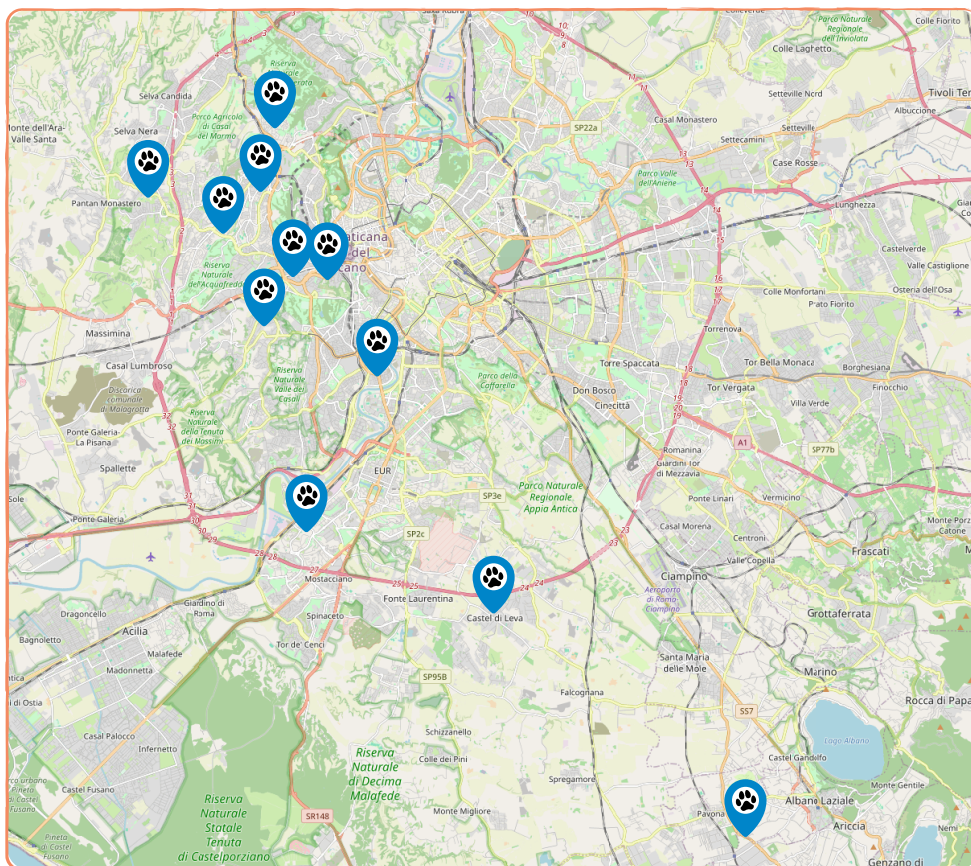 Colle Fiorito
Parco Naturale
Regionale
dell'Inviolata
Colle Laghetto
Riserva
Naturale
Selva Candida
Parco Agricolo
di Casal
del Marmo
Setteville Nord
Tivoli Ter
Albuccione
Monte dell'Ara-
Valle Santa
Selva Nera
SP22a
Casal Monastero
Setteville
Settecamini
Case Rosse
Parco Valle
dell'Aniene
Pantan Monastero
Lunghezza
Castelverde
Valle Castiglione
Riserva
Naturale
dell'Acquafredda
Colle Monfortani
Osteria dell'Osa
Prato Fiorito
Massimina
Torrenova
Casal Lumbroso
Torre Spaccata
Tor Bella Monaca
Borghesiana
Finocchio
Parco della
Caffarella
Riserva
Naturale
Valle dei
Casali
Discarica
comunale
di Malagrotta
Don Bosco
Cinecittà
Tor Vergata
Villa Verde
Riserva
Naturale
della Tenuta
dei Massimi
Ponte Galeria-
La Pisana
A1
SP77b
Romanina
Giardini Tor
di Mezzavia
Spallette
EUR
Parco Naturale
Regionale
Appia Antica
SP3e
Ponte Linari
Vermicino
Ponte Galeria
Casal Morena
Centroni
Valle Copella
SP2c
Frascati
Mostacciano
Ciampino
Aeroporto
di Roma-
Ciampino
Fonte Laurentina
Castel di Leva
Giardino di
Roma
Dragoncello
Spinaceto
Grottaferrata
Acilia
Bagnoletto
Malafede
Tor de' Cenci
Madonnetta
Santa Maria
delle Mole
Marino
SP95B
Falcognana
Rocca di Papa
di Ostia
SS7
Casal Palocco
Infernetto
Schizzanello
Lago Albano
Colle dei Pini
Castel Gandolfo
Riserva
Naturale
di Decima
Malafede
Spregamore
Monte Gentile
Castel Fusano
Riserva
Naturale
Statale
Tenuta
di Castelporziano
Monte Migliore
Pavona
Albano Laziale
Ariccia
SR148
Nemi
Pineta
di Castel
Fusano
Genzano di